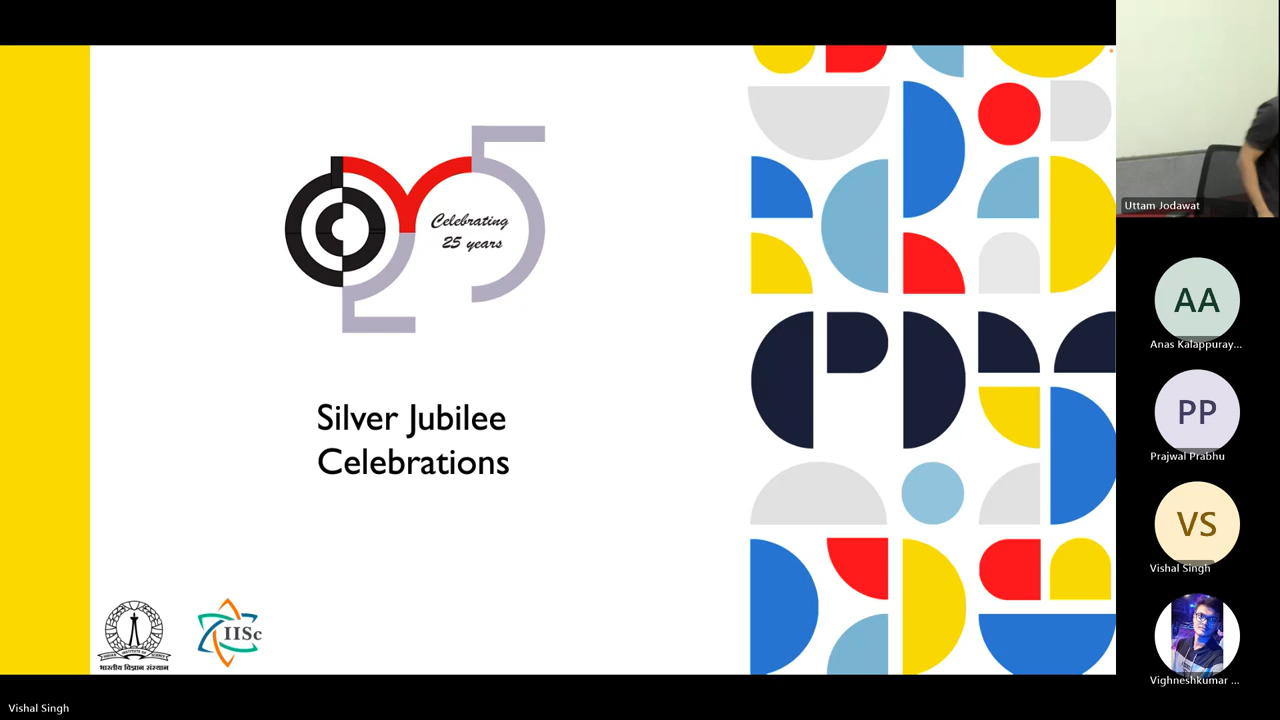 Celebrating
25 years
Silver Jubilee
Celebrations
IISc
भारतीय विज्ञान संस्थान
Uttam Jodawat
AA
Anas Kalappuray...
PP
Prajwal Prabhu
VS
Vishal Singh
Vighneshkumar ...
Vishal Singh